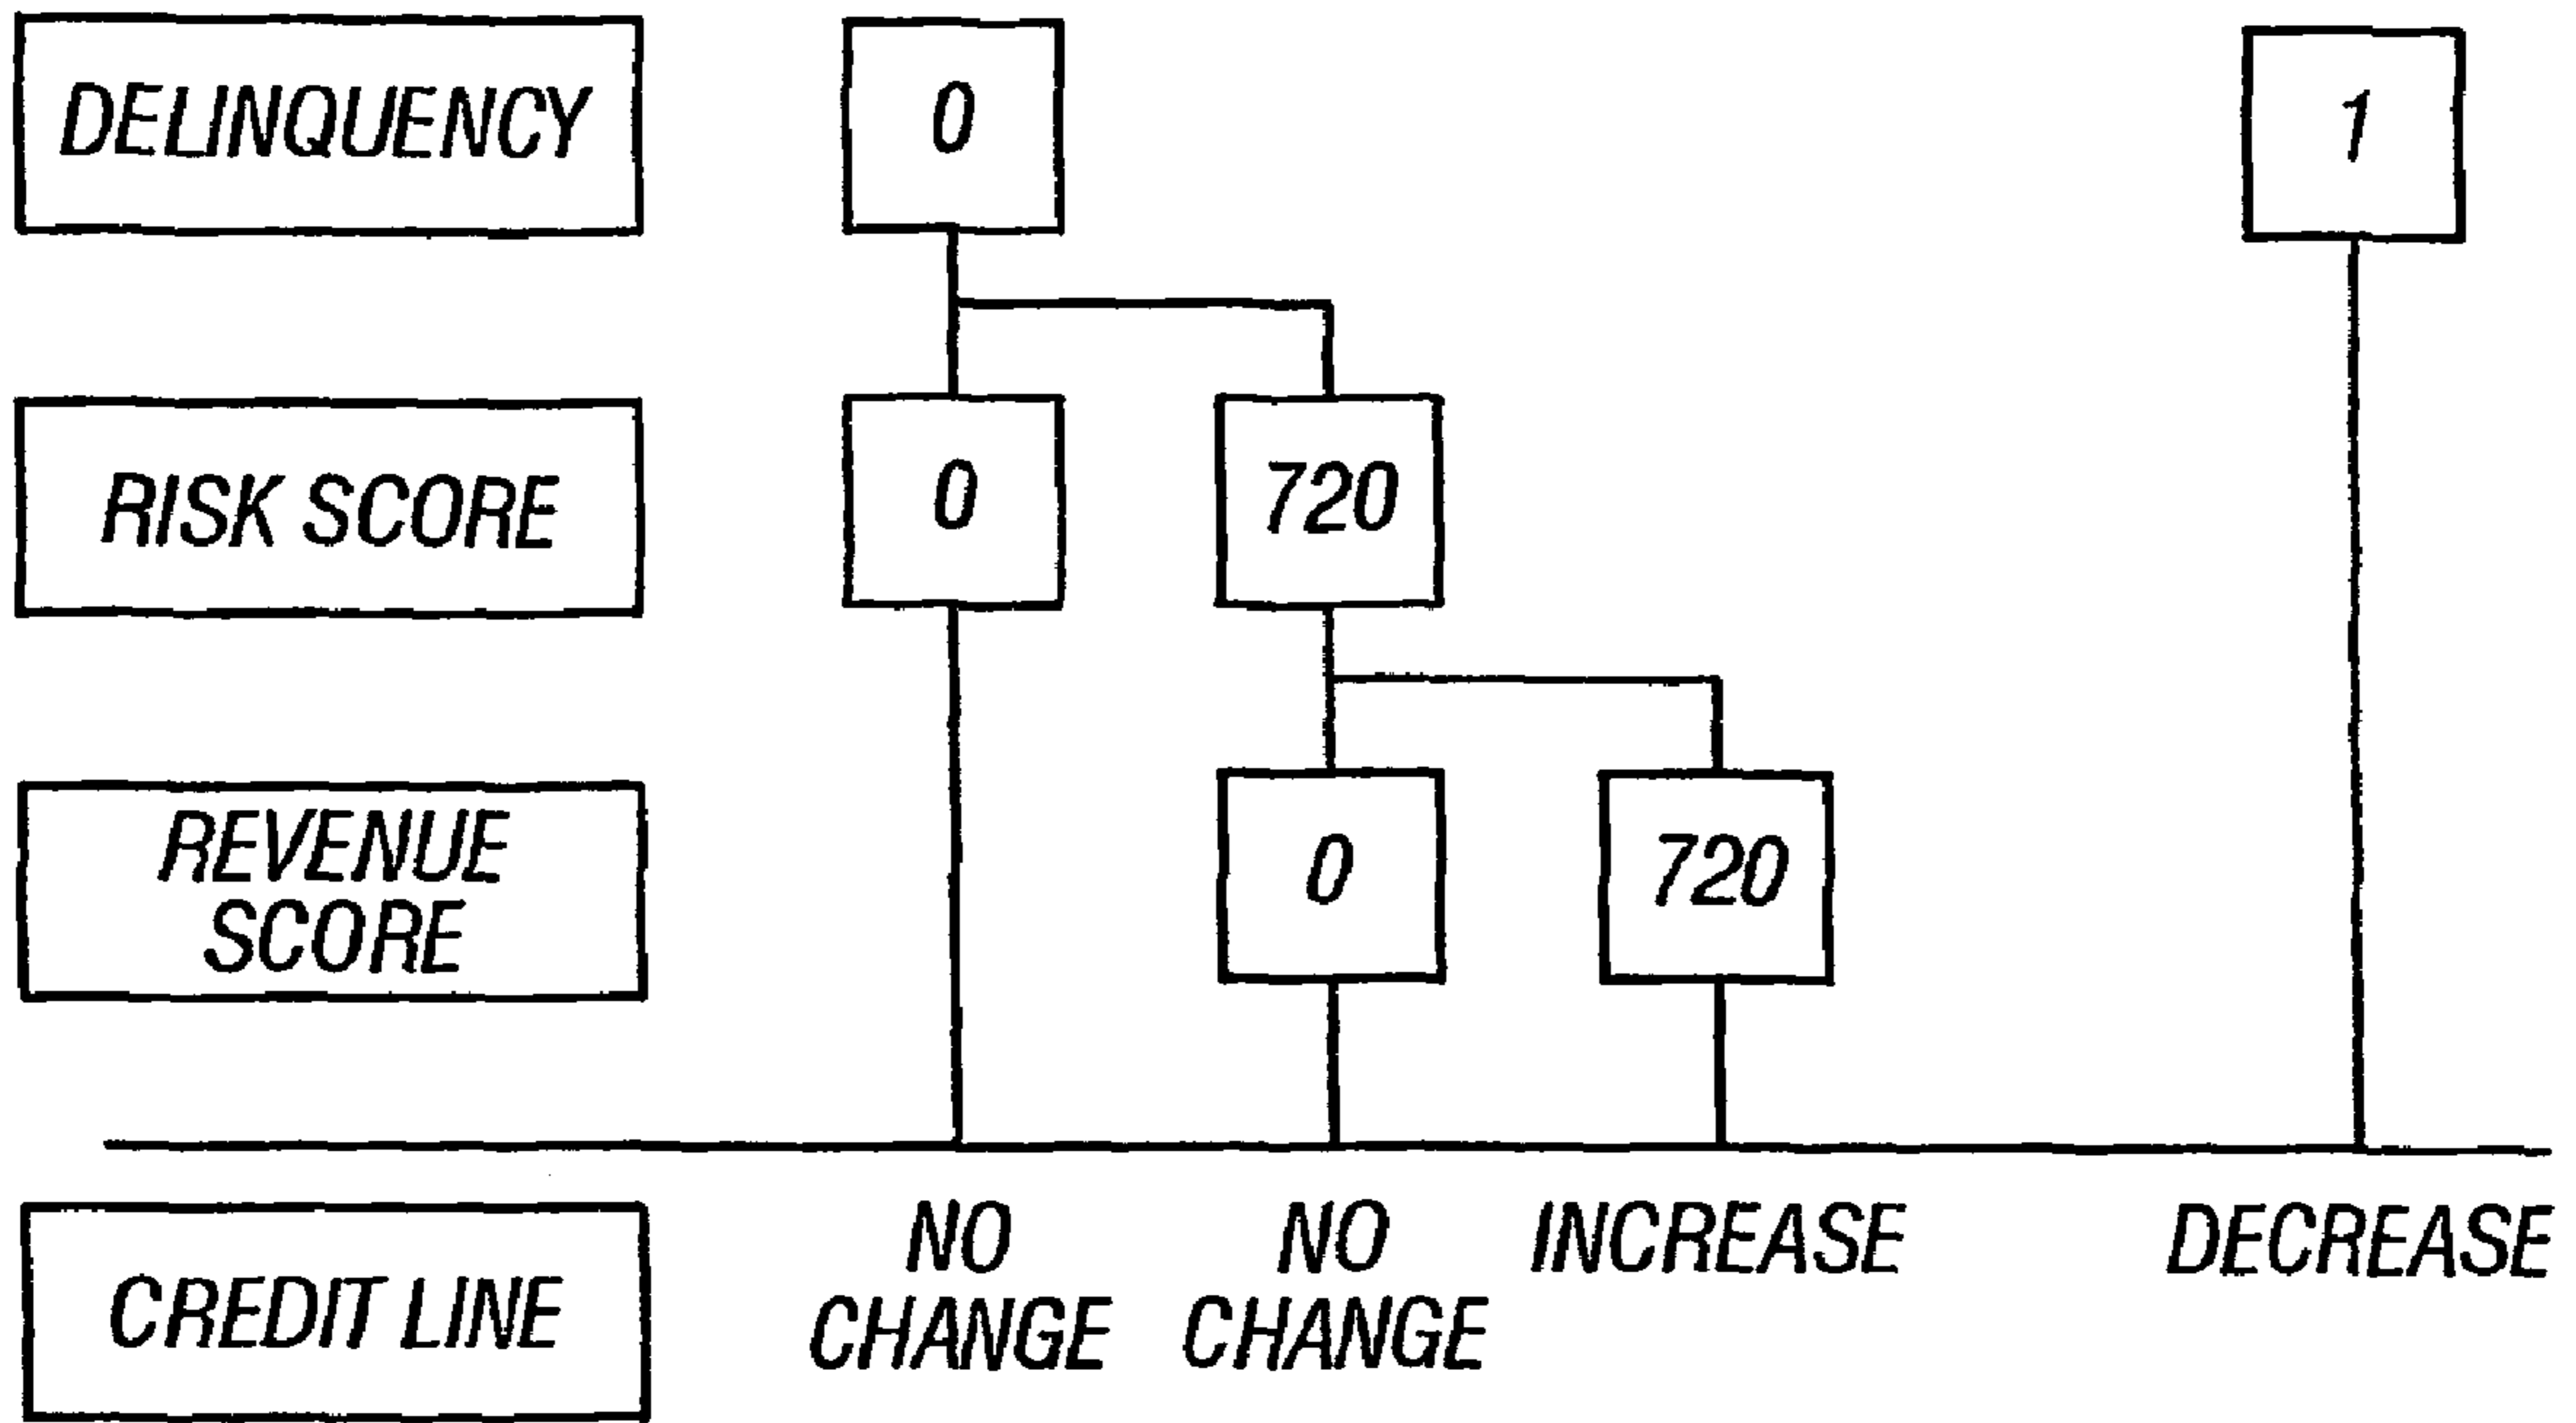 DELINQUENCY
0
1
RISK SCORE
0
720
REVENUE
SCORE
0
720
CREDIT LINE
NO
CHANGE
NO
CHANGE
INCREASE
DECREASE